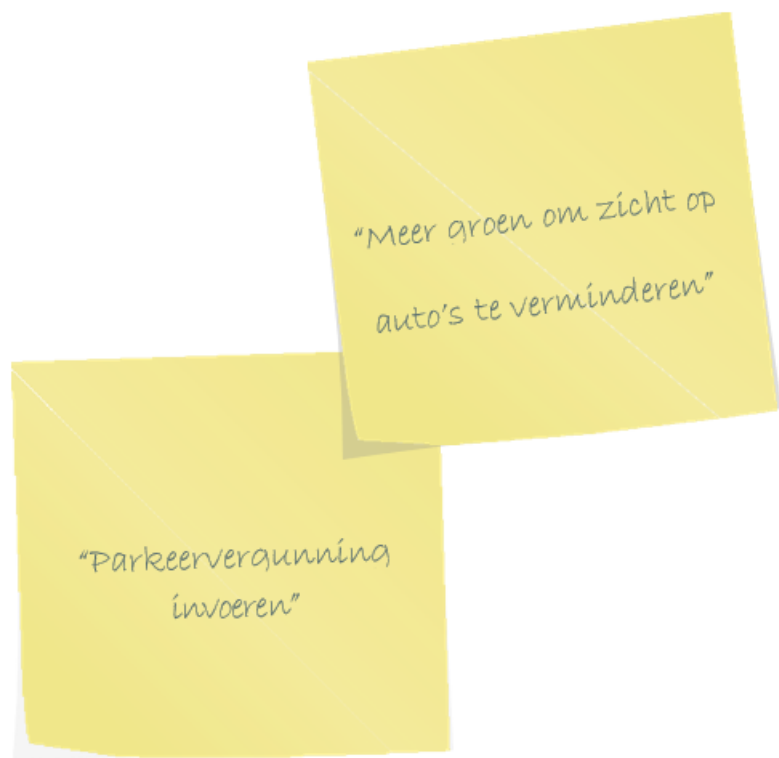 “Meer groen om zicht op
auto’s te verminderen”
“Parkeervergunning
invoeren”